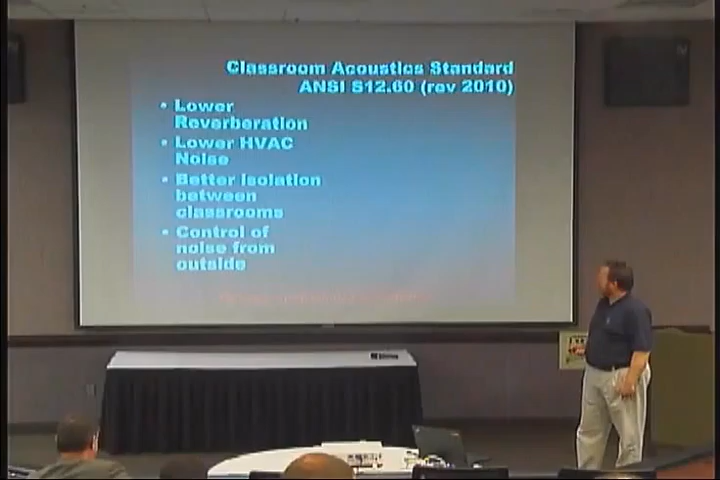 Classroom Acoustics Standard
ANSI S12.60 (rev 2010)
• Lower
Reverberation
• Lower HVAC
Noise
• Better isolation
between
classrooms
• Control of
noise from
outside